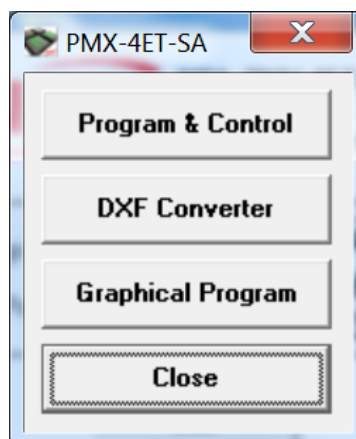 PMX-4ET-SA
Program & Control
DXF Converter
Graphical Program
Close